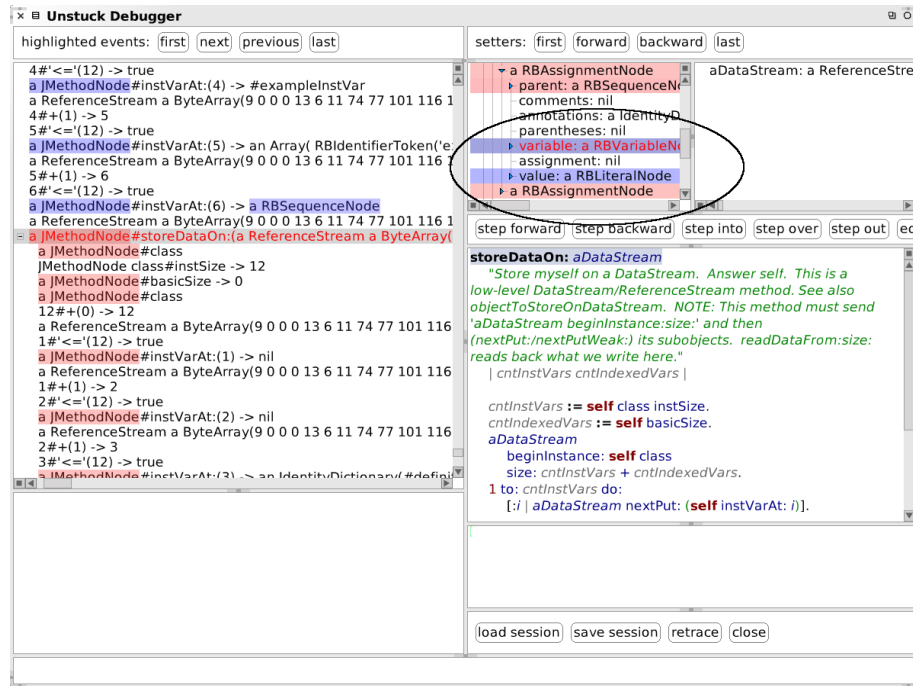 Unstuck Debugger
highlighted events: first next previous last
4#'<='(12) -> true
a JMethodNode#instVarAt:(4) -> #exampleInstVar
a ReferenceStream a ByteArray(9 0 0 0 13 6 11 74 77 101 116 1
4#+(1) -> 5
5#'<='(12) -> true
a JMethodNode#instVarAt:(5) -> an Array( RBIdentifierToken('e
a ReferenceStream a ByteArray(9 0 0 0 13 6 11 74 77 101 116 1
5#+(1) -> 6
6#'<='(12) -> true
a JMethodNode#instVarAt:(6) -> a RBSequenceNode
a ReferenceStream a ByteArray(9 0 0 0 13 6 11 74 77 101 116 1
a JMethodNode#storeDataOn:(a ReferenceStream a ByteArray(
a JMethodNode#class
JMethodNode class#instSize -> 12
a JMethodNode#basicSize -> 0
a JMethodNode#class
12#+(0) -> 12
a ReferenceStream a ByteArray(9 0 0 0 13 6 11 74 77 101 116
1#'<='(12) -> true
a JMethodNode#instVarAt:(1) -> nil
a ReferenceStream a ByteArray(9 0 0 0 13 6 11 74 77 101 116
1#+(1) -> 2
2#'<='(12) -> true
a JMethodNode#instVarAt:(2) -> nil
a ReferenceStream a ByteArray(9 0 0 0 13 6 11 74 77 101 116
2#+(1) -> 3
3#'<='(12) -> true
a JMethodNode#instVarAt:(3) -> an IdentityDictionary(#defini
setters: first forward backward last
a RBAssignmentNode
parent: a RBSequenceN
comments: nil
annotations: a IdentityD
parentheses: nil
variable: a RBVariableN
assignment: nil
value: a RBLiteralNode
a RBAssignmentNode
aDataStream: a ReferenceStre
step forward step backward step into step over step out ec
storeDataOn: aDataStream
"Store myself on a DataStream. Answer self. This is a
low-level DataStream/ReferenceStream method. See also
objectToStoreOnDataStream. NOTE: This method must send
'aDataStream beginInstance:size:' and then
(nextPut:/nextPutWeak:) its subobjects. readDataFrom:size:
reads back what we write here."
| cntInstVars cntIndexedVars |
cntInstVars := self class instSize.
cntIndexedVars := self basicSize.
aDataStream
beginInstance: self class
size: cntInstVars + cntIndexedVars.
1 to: cntInstVars do:
[:i | aDataStream nextPut: (self instVarAt: i)].
load session save session retrace close